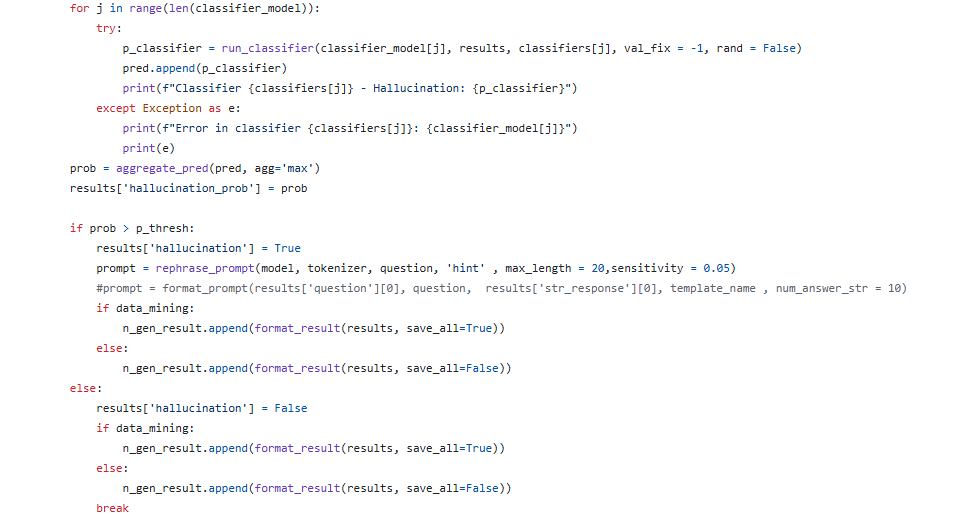 for j in range(len(classifier_model)):
    try:
        p_classifier = run_classifier(classifier_model[j], results, classifiers[j], val_fix = -1, rand = False)
        pred.append(p_classifier)
        print(f"Classifier {classifiers[j]} - Hallucination: {p_classifier}")
    except Exception as e:
        print(f"Error in classifier {classifiers[j]}: {classifier_model[j]}")
        print(e)
prob = aggregate_pred(pred, agg='max')
results['hallucination_prob'] = prob

if prob > p_thresh:
    results['hallucination'] = True
    prompt = rephrase_prompt(model, tokenizer, question, 'hint' , max_length = 20,sensitivity = 0.05)
    #prompt = format_prompt(results['question'][0], question,  results['str_response'][0], template_name , num_answer_str = 10)
    if data_mining:
        n_gen_result.append(format_result(results, save_all=True))
    else:
        n_gen_result.append(format_result(results, save_all=False))
else:
    results['hallucination'] = False
    if data_mining:
        n_gen_result.append(format_result(results, save_all=True))
    else:
        n_gen_result.append(format_result(results, save_all=False))
    break